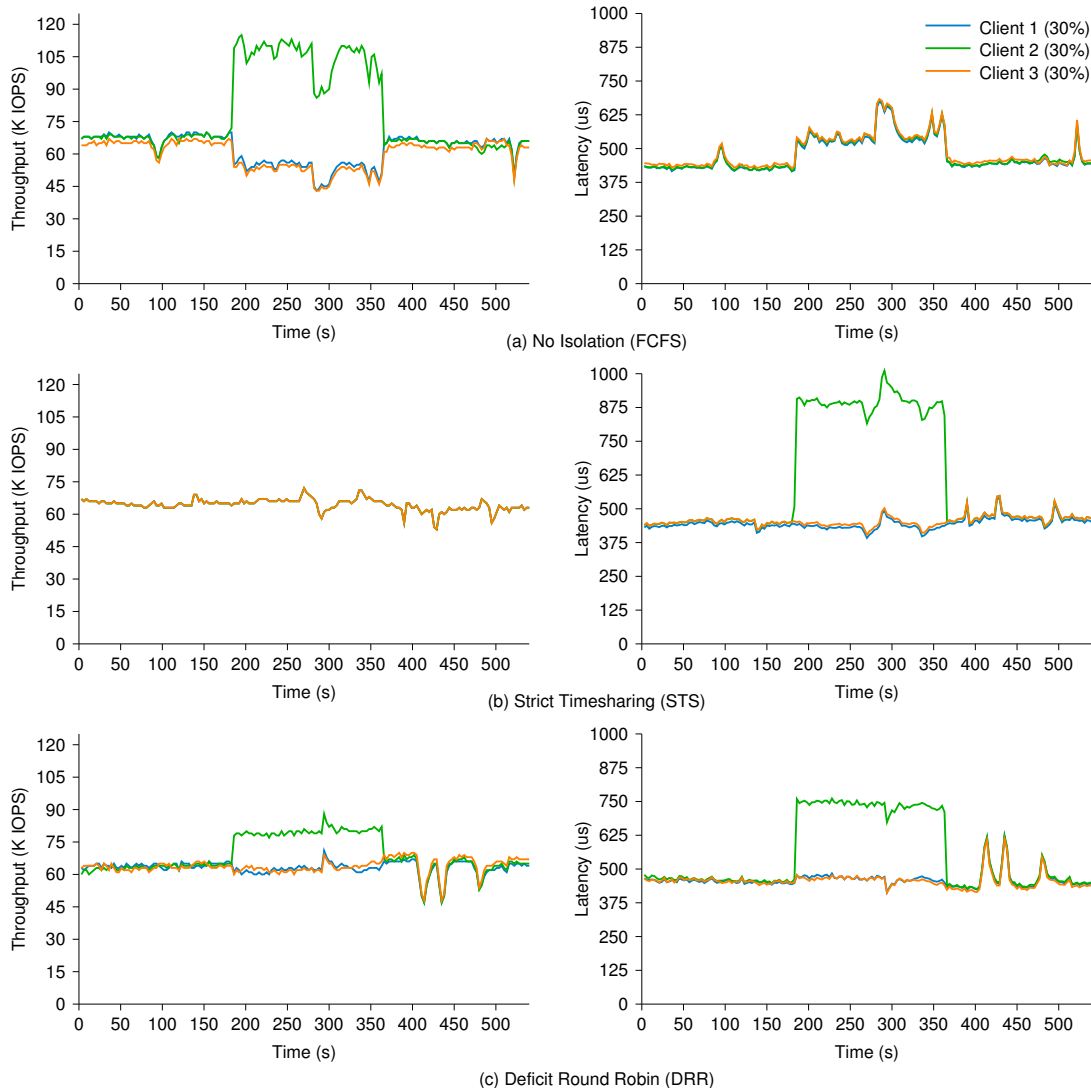 120
105
90
75
60
45
30
15
0
Throughput (K IOPS)
0 50 100 150 200 250 300 350 400 450 500
Time (s)
1000
875
750
625
500
375
250
125
0
Latency (us)
0 50 100 150 200 250 300 350 400 450 500
Time (s)
Client 1 (30%)
Client 2 (30%)
Client 3 (30%)
(a) No Isolation (FCFS)
120
105
90
75
60
45
30
15
0
Throughput (K IOPS)
0 50 100 150 200 250 300 350 400 450 500
Time (s)
1000
875
750
625
500
375
250
125
0
Latency (us)
0 50 100 150 200 250 300 350 400 450 500
Time (s)
(b) Strict Timesharing (STS)
120
105
90
75
60
45
30
15
0
Throughput (K IOPS)
0 50 100 150 200 250 300 350 400 450 500
Time (s)
1000
875
750
625
500
375
250
125
0
Latency (us)
0 50 100 150 200 250 300 350 400 450 500
Time (s)
(c) Deficit Round Robin (DRR)